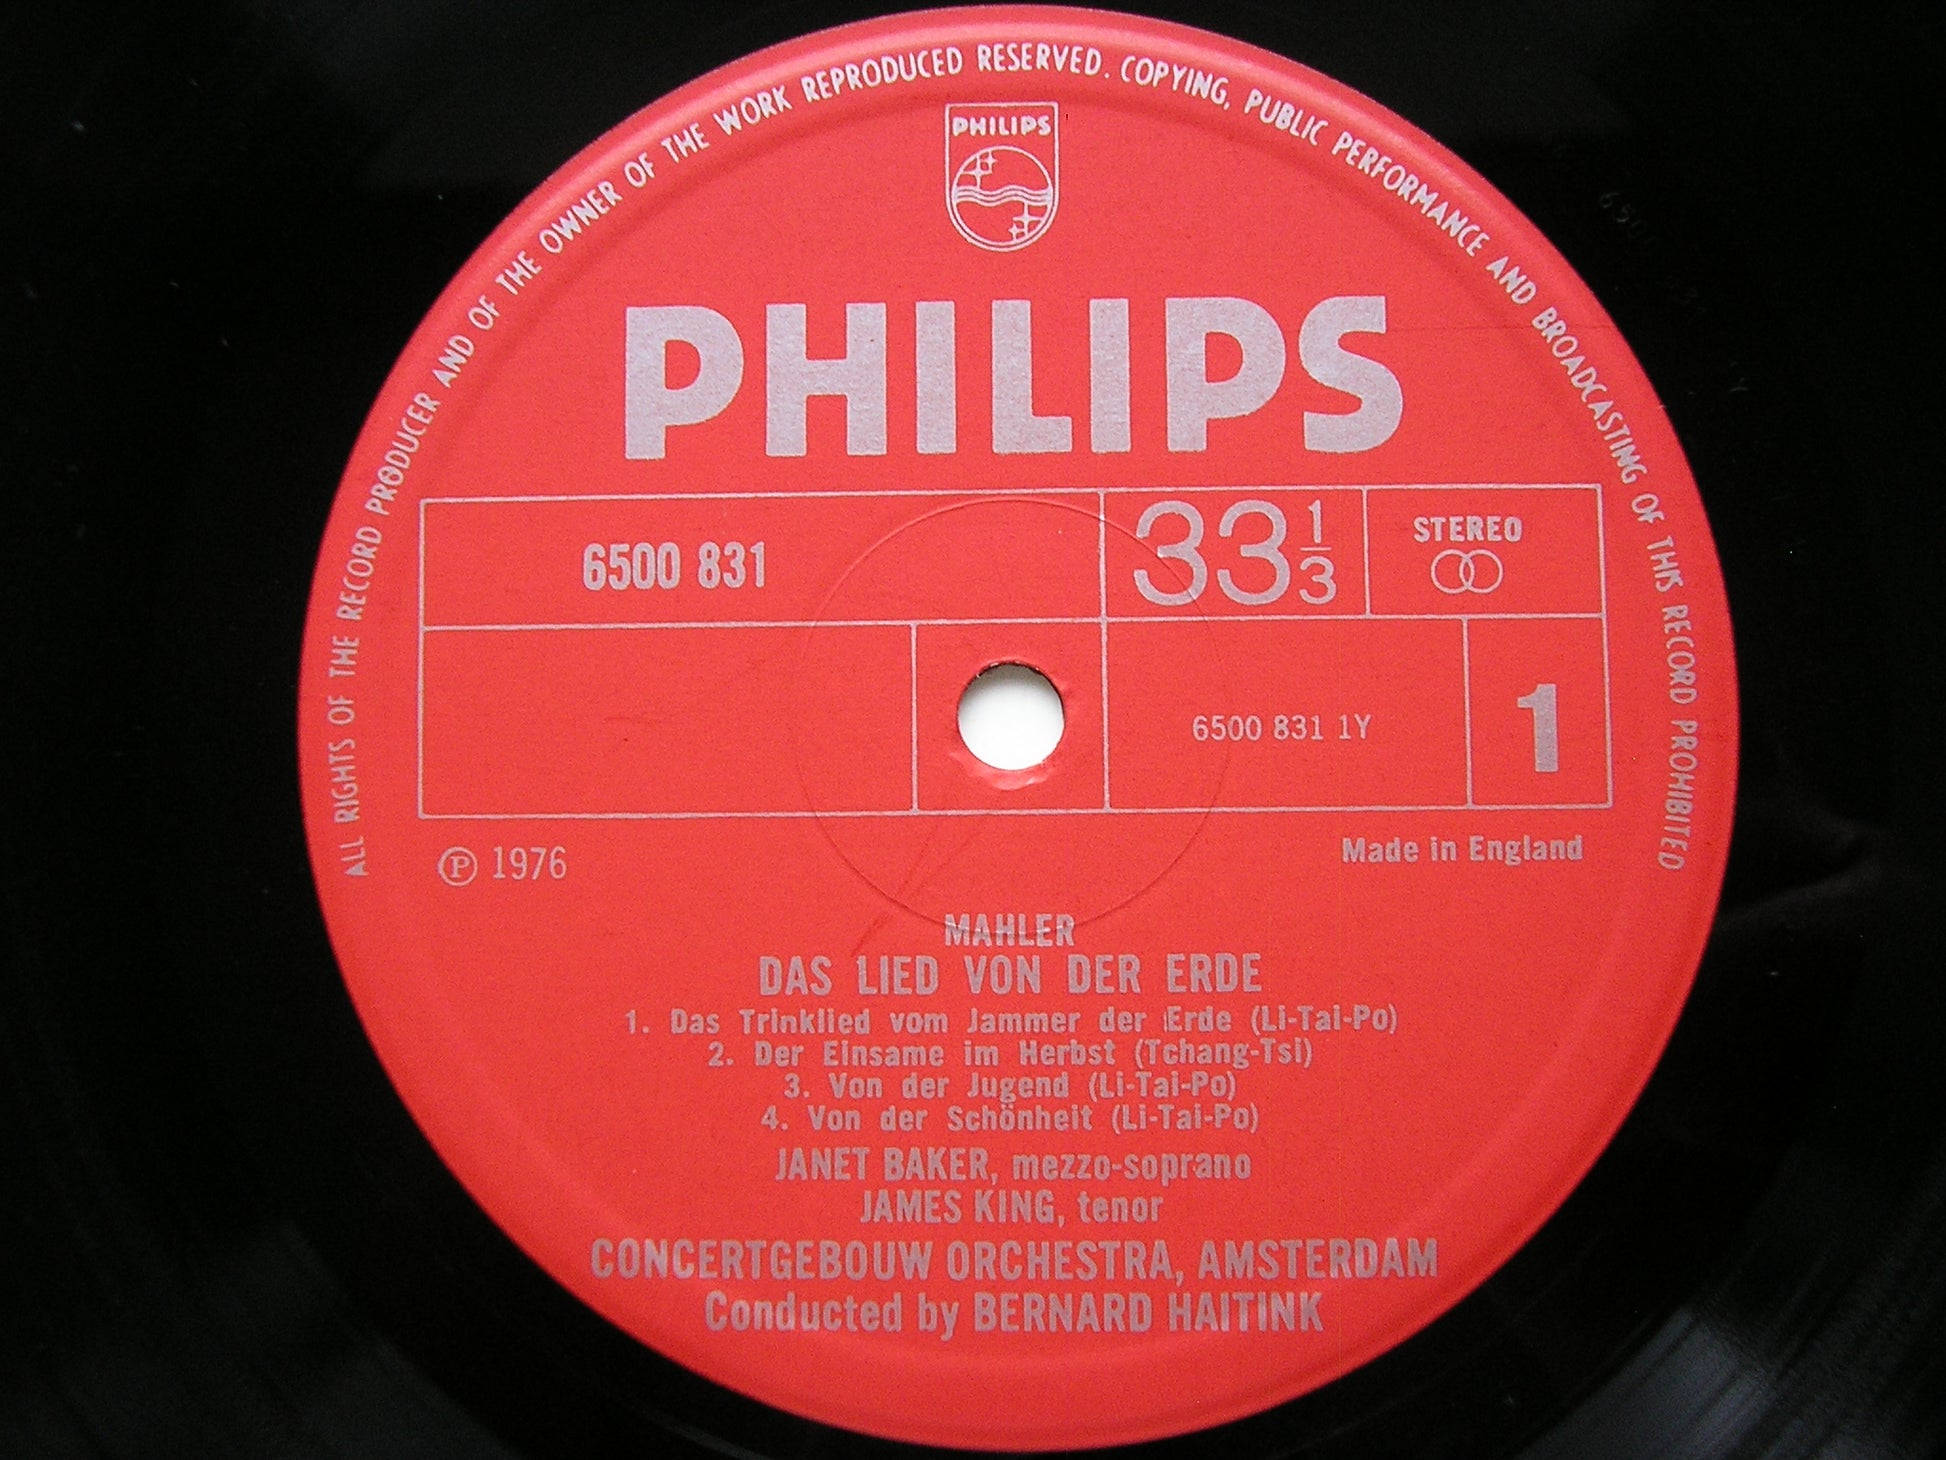 ALL RIGHTS OF THE RECORD PRODUCER AND OF THE OWNER OF THE WORK REPRODUCED RESERVED. COPYING, PUBLIC PERFORMANCE AND BROADCASTING OF THIS RECORD PROHIBITED
PHILIPS
PHILIPS
6500 831
33 1/3
STEREO
6500 831 1Y
1
℗ 1976
Made in England
MAHLER
DAS LIED VON DER ERDE
1. Das Trinklied vom Jammer der Erde (Li-Tai-Po)
2. Der Einsame im Herbst (Tchang-Tsi)
3. Von der Jugend (Li-Tai-Po)
4. Von der Schönheit (Li-Tai-Po)
JANET BAKER, mezzo-soprano
JAMES KING, tenor
CONCERTGEBOUW ORCHESTRA, AMSTERDAM
Conducted by BERNARD HAITINK